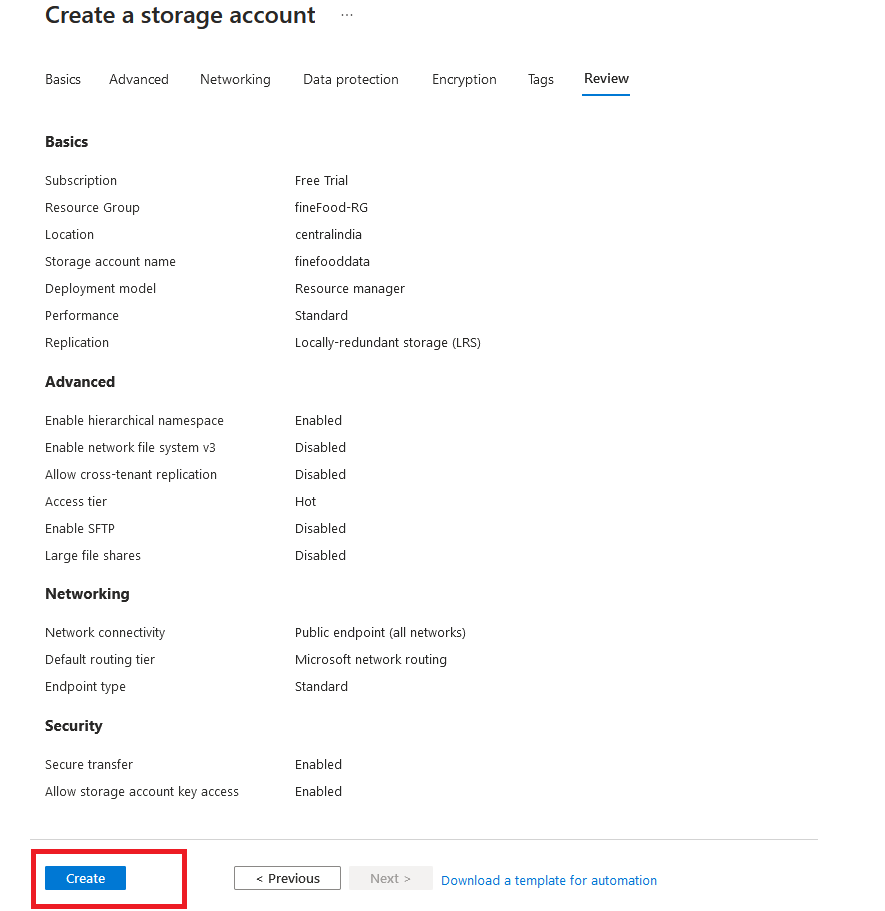 Create a storage account ...
Basics Advanced Networking Data protection Encryption Tags Review
Basics
Subscription Free Trial
Resource Group fineFood-RG
Location centralindia
Storage account name finefooddata
Deployment model Resource manager
Performance Standard
Replication Locally-redundant storage (LRS)
Advanced
Enable hierarchical namespace Enabled
Enable network file system v3 Disabled
Allow cross-tenant replication Disabled
Access tier Hot
Enable SFTP Disabled
Large file shares Disabled
Networking
Network connectivity Public endpoint (all networks)
Default routing tier Microsoft network routing
Endpoint type Standard
Security
Secure transfer Enabled
Allow storage account key access Enabled
Create < Previous Next > Download a template for automation